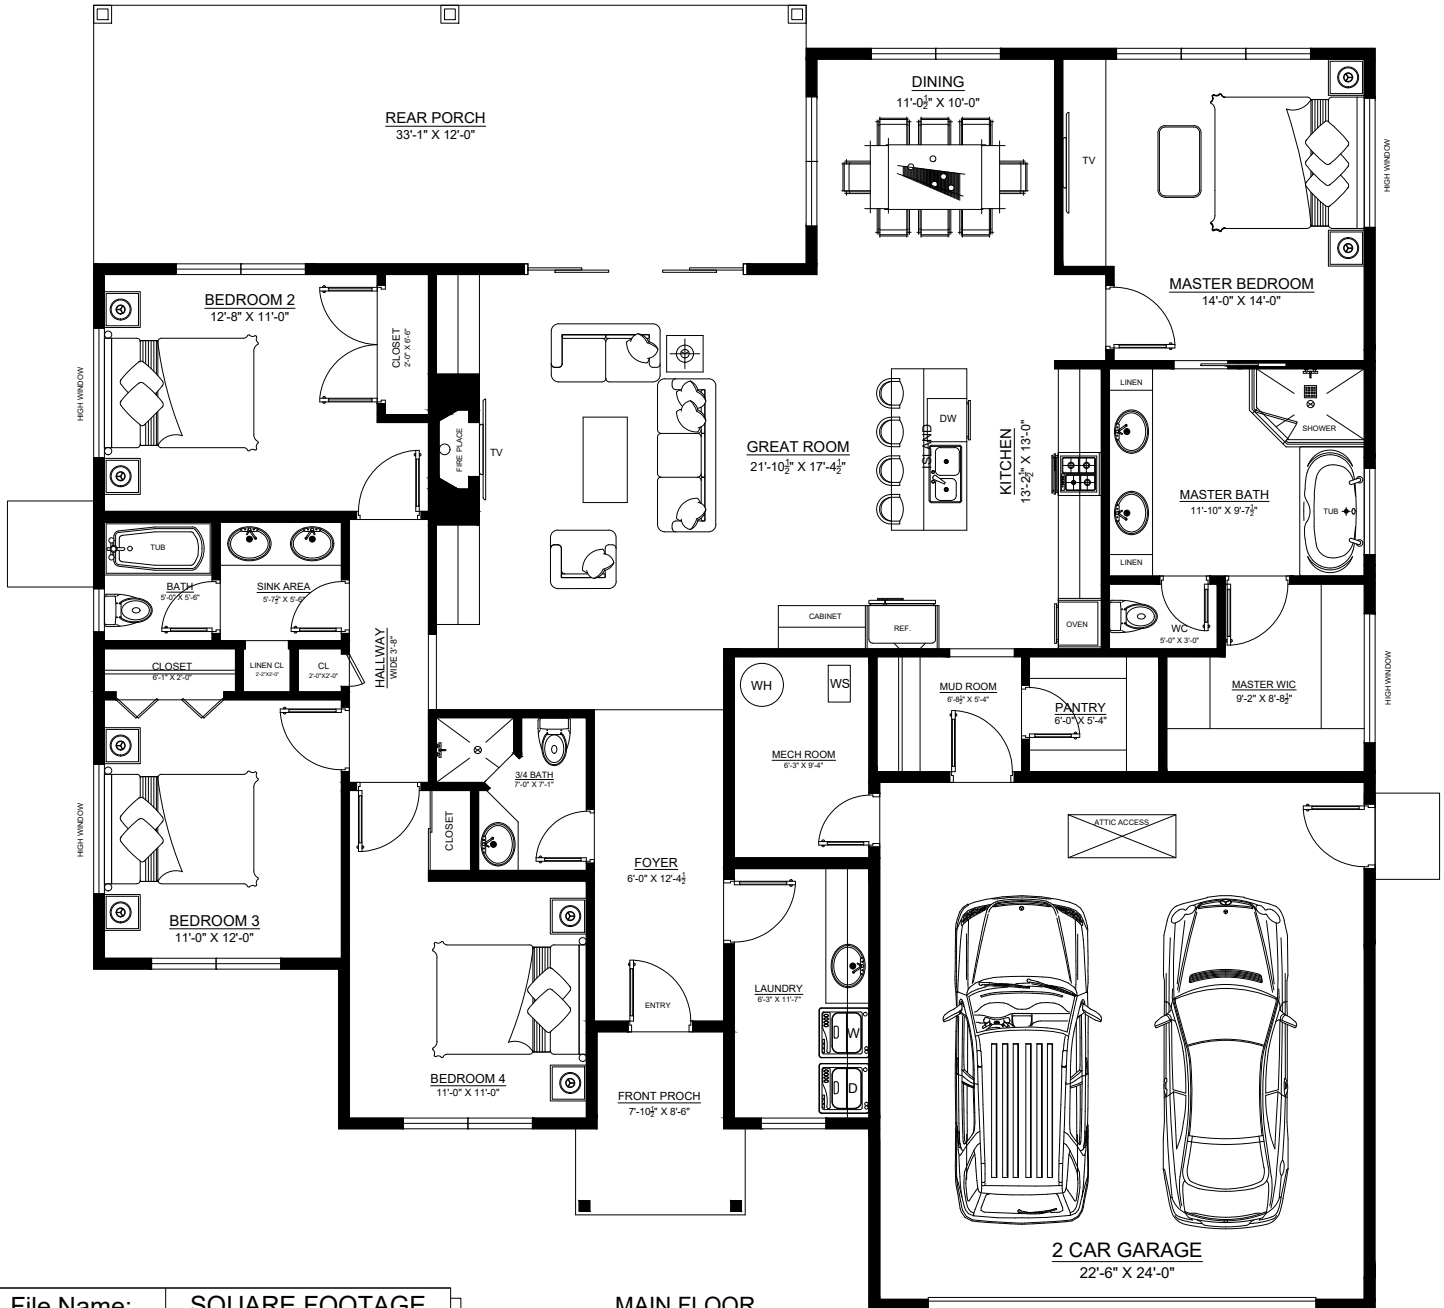 REAR PORCH
33'-1" X 12'-0"
DINING
11'-0½" X 10'-0"
TV
HIGH WINDOW
MASTER BEDROOM
14'-0" X 14'-0"
BEDROOM 2
12'-8" X 11'-0"
CLOSET
2'-0" X 6'-6"
HIGH WINDOW
FIRE PLACE
TV
GREAT ROOM
21'-10½" X 17'-4½"
DW
ISLAND
KITCHEN
13'-2½" X 13'-0"
LINEN
SHOWER
MASTER BATH
11'-10" X 9'-7½"
TUB
LINEN
TUB
BATH
5'-0" X 5'-6"
SINK AREA
5'-7½" X 5'-6"
HALLWAY
WIDE 3'-8"
CABINET
REF.
OVEN
WC
5'-0" X 3'-0"
CLOSET
6'-1" X 2'-0"
LINEN CL
2'-2"X2'-0"
CL
2'-0"X2'-0"
WH
WS
MUD ROOM
6'-8½" X 5'-4"
PANTRY
6'-0" X 5'-4"
MASTER WIC
9'-2" X 8'-8½"
HIGH WINDOW
MECH ROOM
6'-3" X 9'-4"
3/4 BATH
7'-0" X 7'-1"
HIGH WINDOW
CLOSET
ATTIC ACCESS
FOYER
6'-0" X 12'-4½
BEDROOM 3
11'-0" X 12'-0"
LAUNDRY
6'-3" X 11'-7"
ENTRY
W
BEDROOM 4
11'-0" X 11'-0"
D
FRONT PROCH
7'-10½" X 8'-6"
2 CAR GARAGE
22'-6" X 24'-0"
File Name:
SQUARE FOOTAGE
MAIN FLOOR